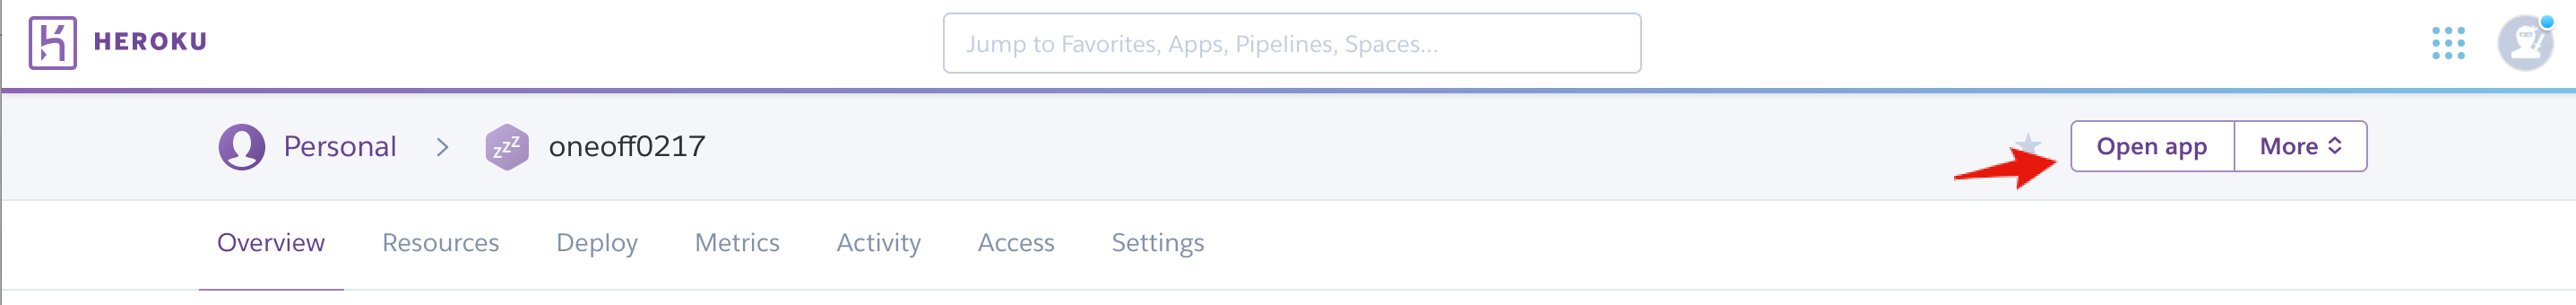 HEROKU
Jump to Favorites, Apps, Pipelines, Spaces...
Personal > zzZ oneoff0217
Open app More
Overview Resources Deploy Metrics Activity Access Settings